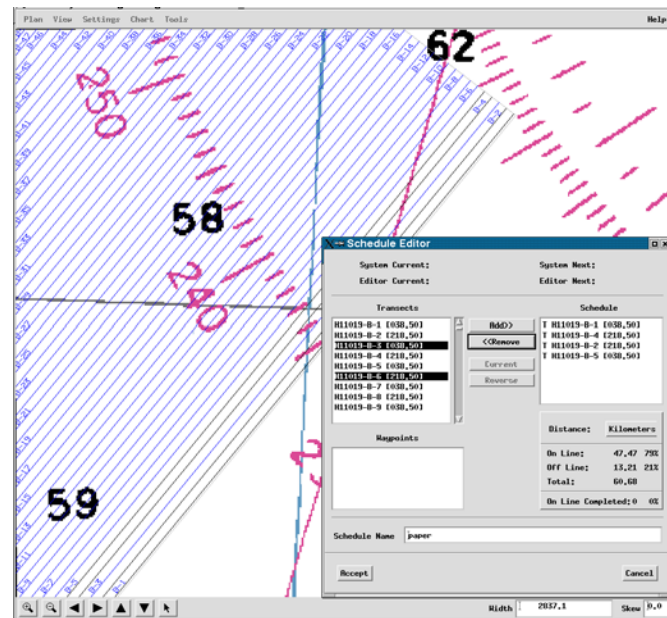 Plan View Settings Chart Tools Help
62
250
58
240
59
Schedule Editor
System Current: System Next:
Editor Current: Editor Next:
Transects Schedule
H11019-B-1 [038,50]
H11019-B-2 [218,50]
H11019-B-3 [038,50]
H11019-B-4 [218,50]
H11019-B-5 [038,50]
H11019-B-6 [218,50]
H11019-B-7 [038,50]
H11019-B-8 [218,50]
H11019-B-9 [038,50]
Add>>
<<Remove
Current
Reverse
T H11019-B-1 [038,50]
T H11019-B-4 [218,50]
T H11019-B-2 [218,50]
T H11019-B-5 [038,50]
Waypoints
Distance: Kilometers
On Line: 47.47 79%
Off Line: 13.21 21%
Total: 60.68
On Line Completed: 0 0%
Schedule Name paper
Accept Cancel
Width 2037.1 Skew 0.0